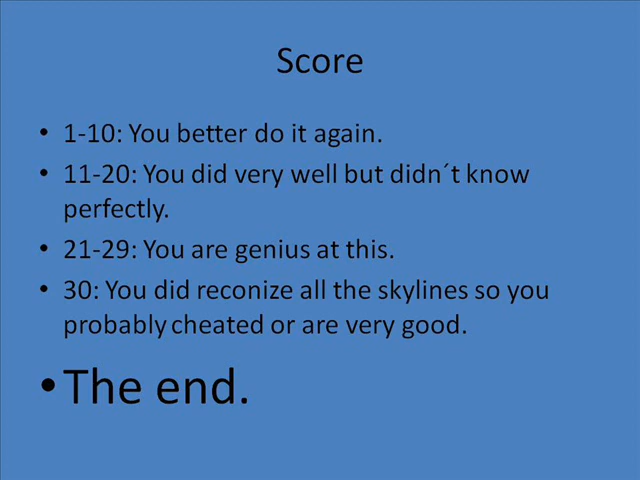 Score
• 1-10: You better do it again.
• 11-20: You did very well but didn´t know
perfectly.
• 21-29: You are genius at this.
• 30: You did reconize all the skylines so you
probably cheated or are very good.
• The end.